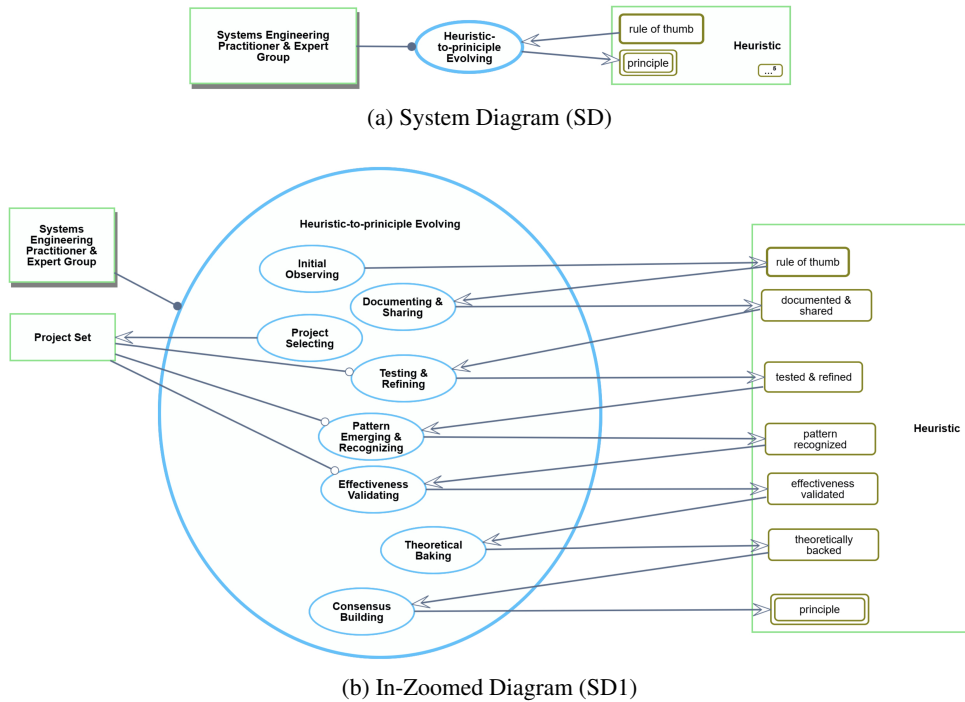 Systems Engineering
Practitioner & Expert
Group
Heuristic-
to-priniciple
Evolving
rule of thumb
principle
Heuristic
...5
(a) System Diagram (SD)
Systems
Engineering
Practitioner &
Expert Group
Project Set
Heuristic-to-priniciple Evolving
Initial
Observing
Documenting &
Sharing
Project
Selecting
Testing &
Refining
Pattern
Emerging &
Recognizing
Effectiveness
Validating
Theoretical
Baking
Consensus
Building
rule of thumb
documented &
shared
tested & refined
pattern
recognized
effectiveness
validated
theoretically
backed
principle
Heuristic
(b) In-Zoomed Diagram (SD1)